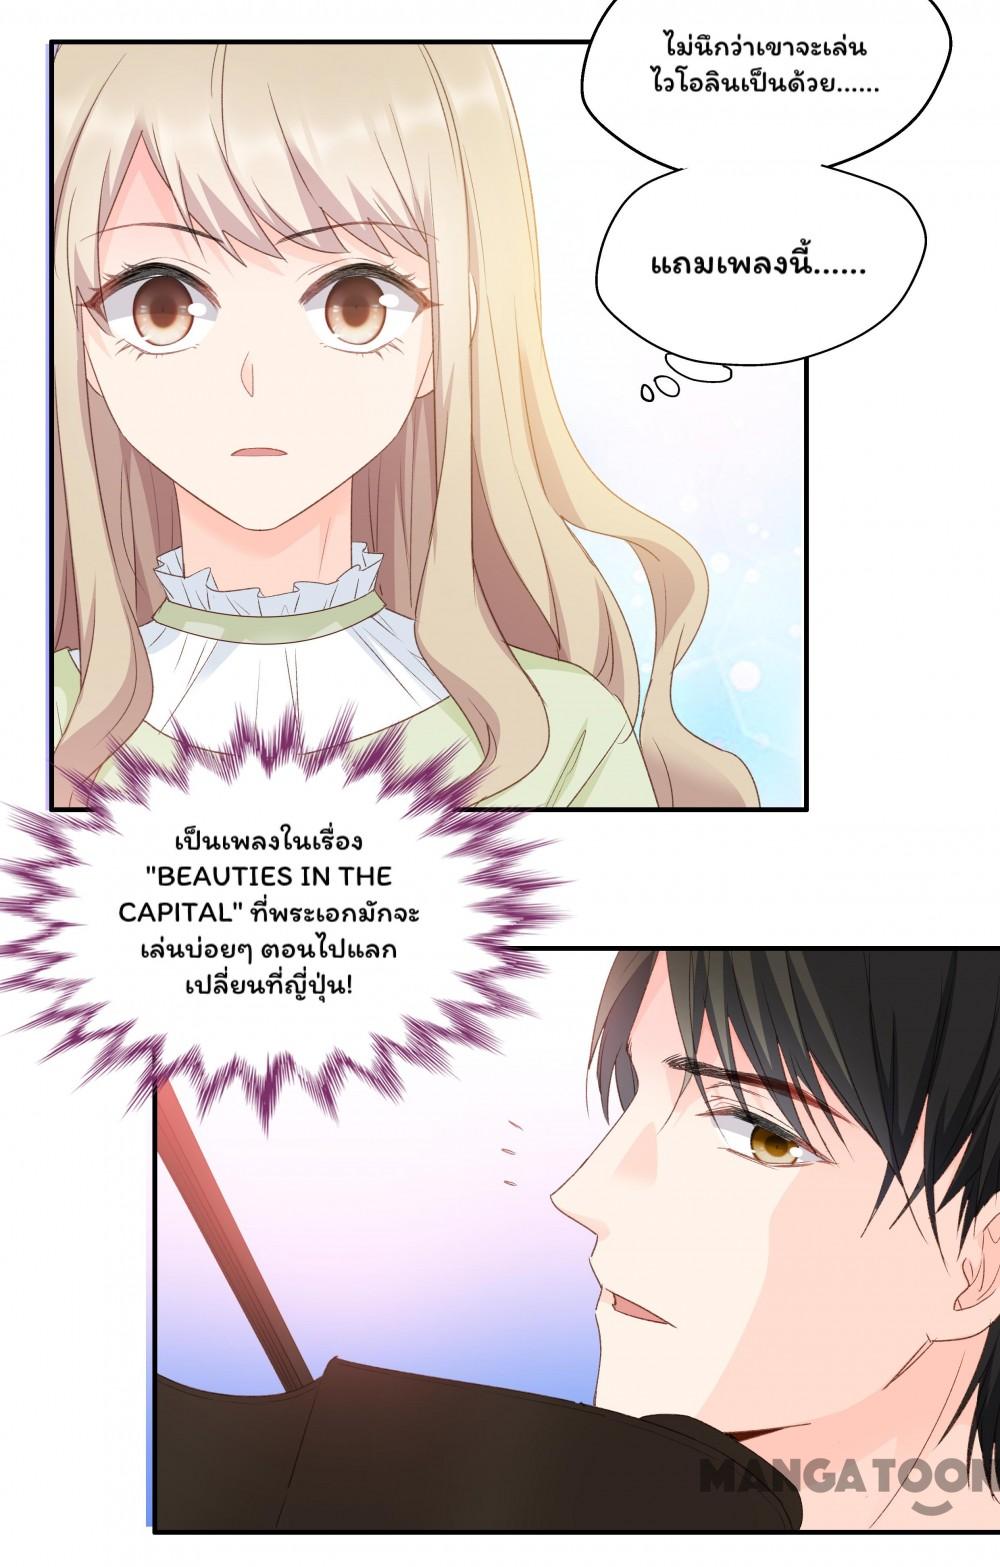 ไม่นึกว่าเขาจะเล่น
ไวโอลินเป็นด้วย......
แถมเพลงนี้......
เป็นเพลงในเรื่อง
"BEAUTIES IN THE
CAPITAL" ที่พระเอกมักจะ
เล่นบ่อยๆ ตอนไปแลก
เปลี่ยนที่ญี่ปุ่น!
MANGATOON